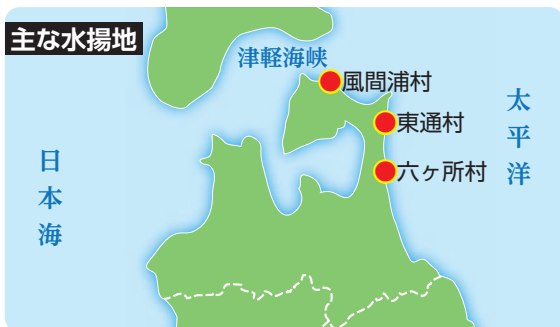 主な水揚地
津軽海峡
風間浦村
東通村
六ヶ所村
太平洋
日本海